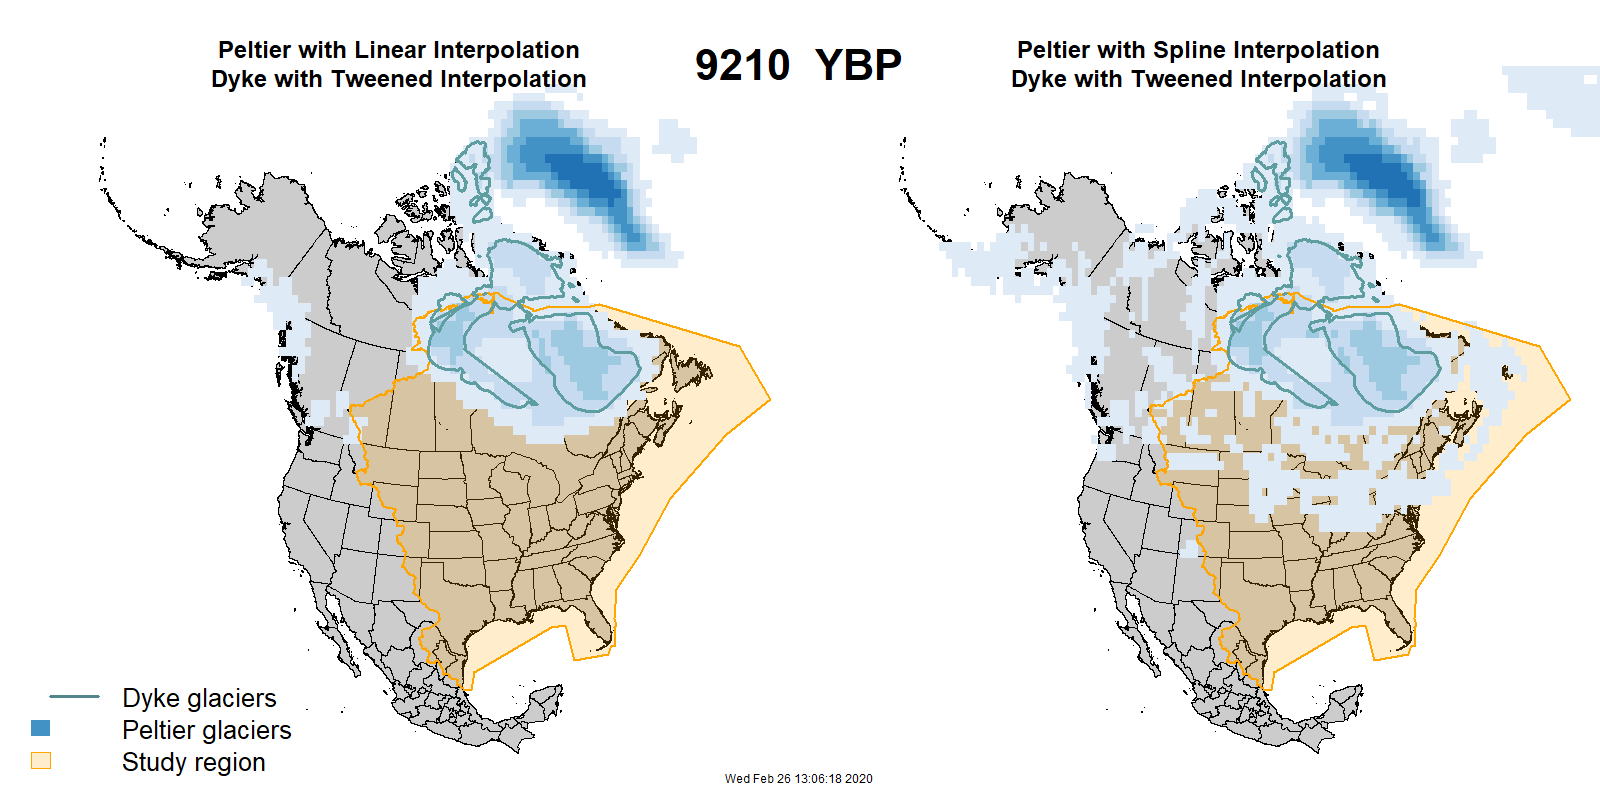 Peltier with Linear Interpolation
Dyke with Tweened Interpolation
9210 YBP
Peltier with Spline Interpolation
Dyke with Tweened Interpolation
Dyke glaciers
Peltier glaciers
Study region
Wed Feb 26 13:06:18 2020